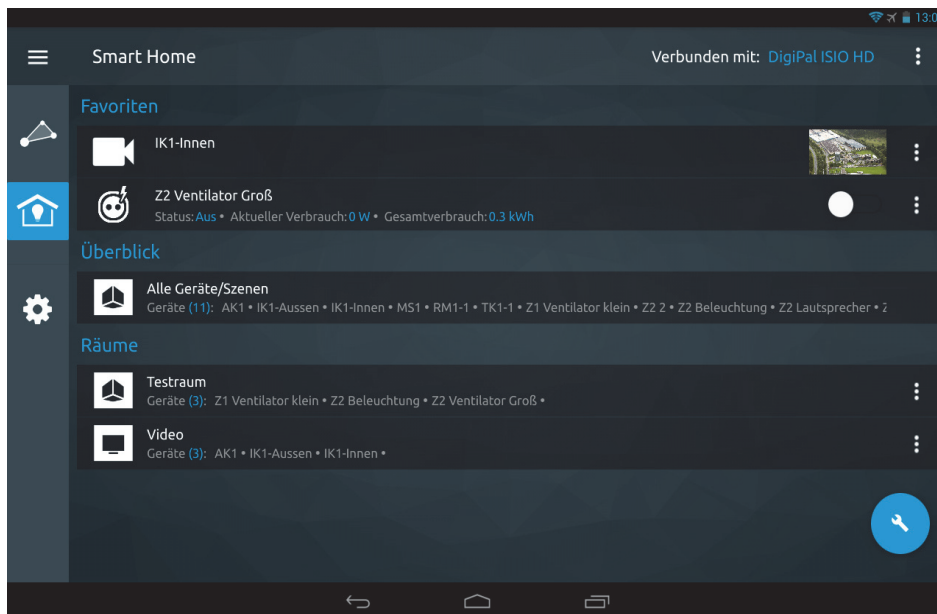 13:0
Smart Home
Verbunden mit: DigiPal ISIO HD
Favoriten
IK1-Innen
Z2 Ventilator Groß
Status: Aus • Aktueller Verbrauch: 0 W • Gesamtverbrauch: 0.3 kWh
Überblick
Alle Geräte/Szenen
Geräte (11): AK1 • IK1-Aussen • IK1-Innen • MS1 • RM1-1 • TK1-1 • Z1 Ventilator klein • Z2 2 • Z2 Beleuchtung • Z2 Lautsprecher •
Räume
Testraum
Geräte (3): Z1 Ventilator klein • Z2 Beleuchtung • Z2 Ventilator Groß •
Video
Geräte (3): AK1 • IK1-Aussen • IK1-Innen •